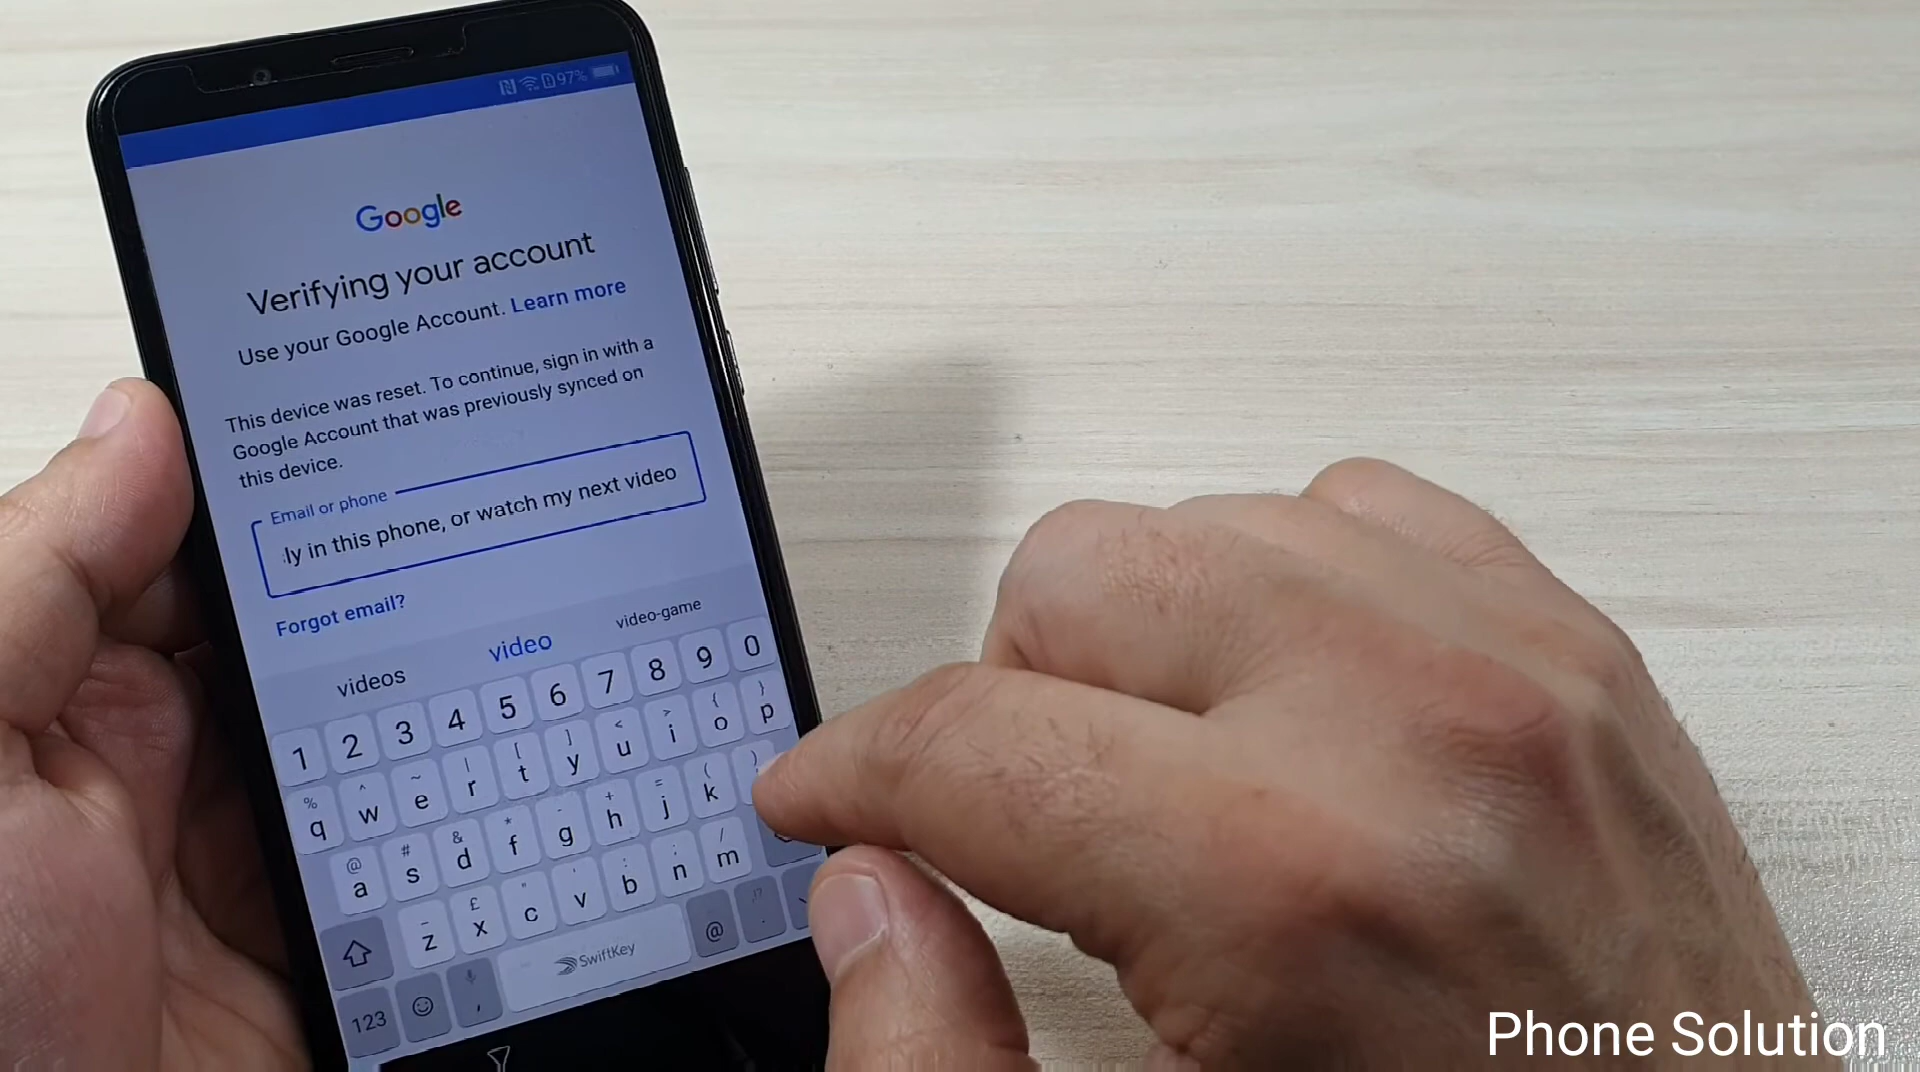 97%
Google
Verifying your account
Use your Google Account. Learn more
This device was reset. To continue, sign in with a
Google Account that was previously synced on
this device.
Email or phone
ly in this phone, or watch my next video
Forgot email?
videos video video-game
1 2 3 4 5 6 7 8 9 0
% ^ ~ | [ ] < > { }
q w e r t y u i o p
@ # & * - + = ( )
a s d f g h j k
_ £ " ' : ; /
z x c v b n m
123 , SwiftKey @ .
Phone Solution